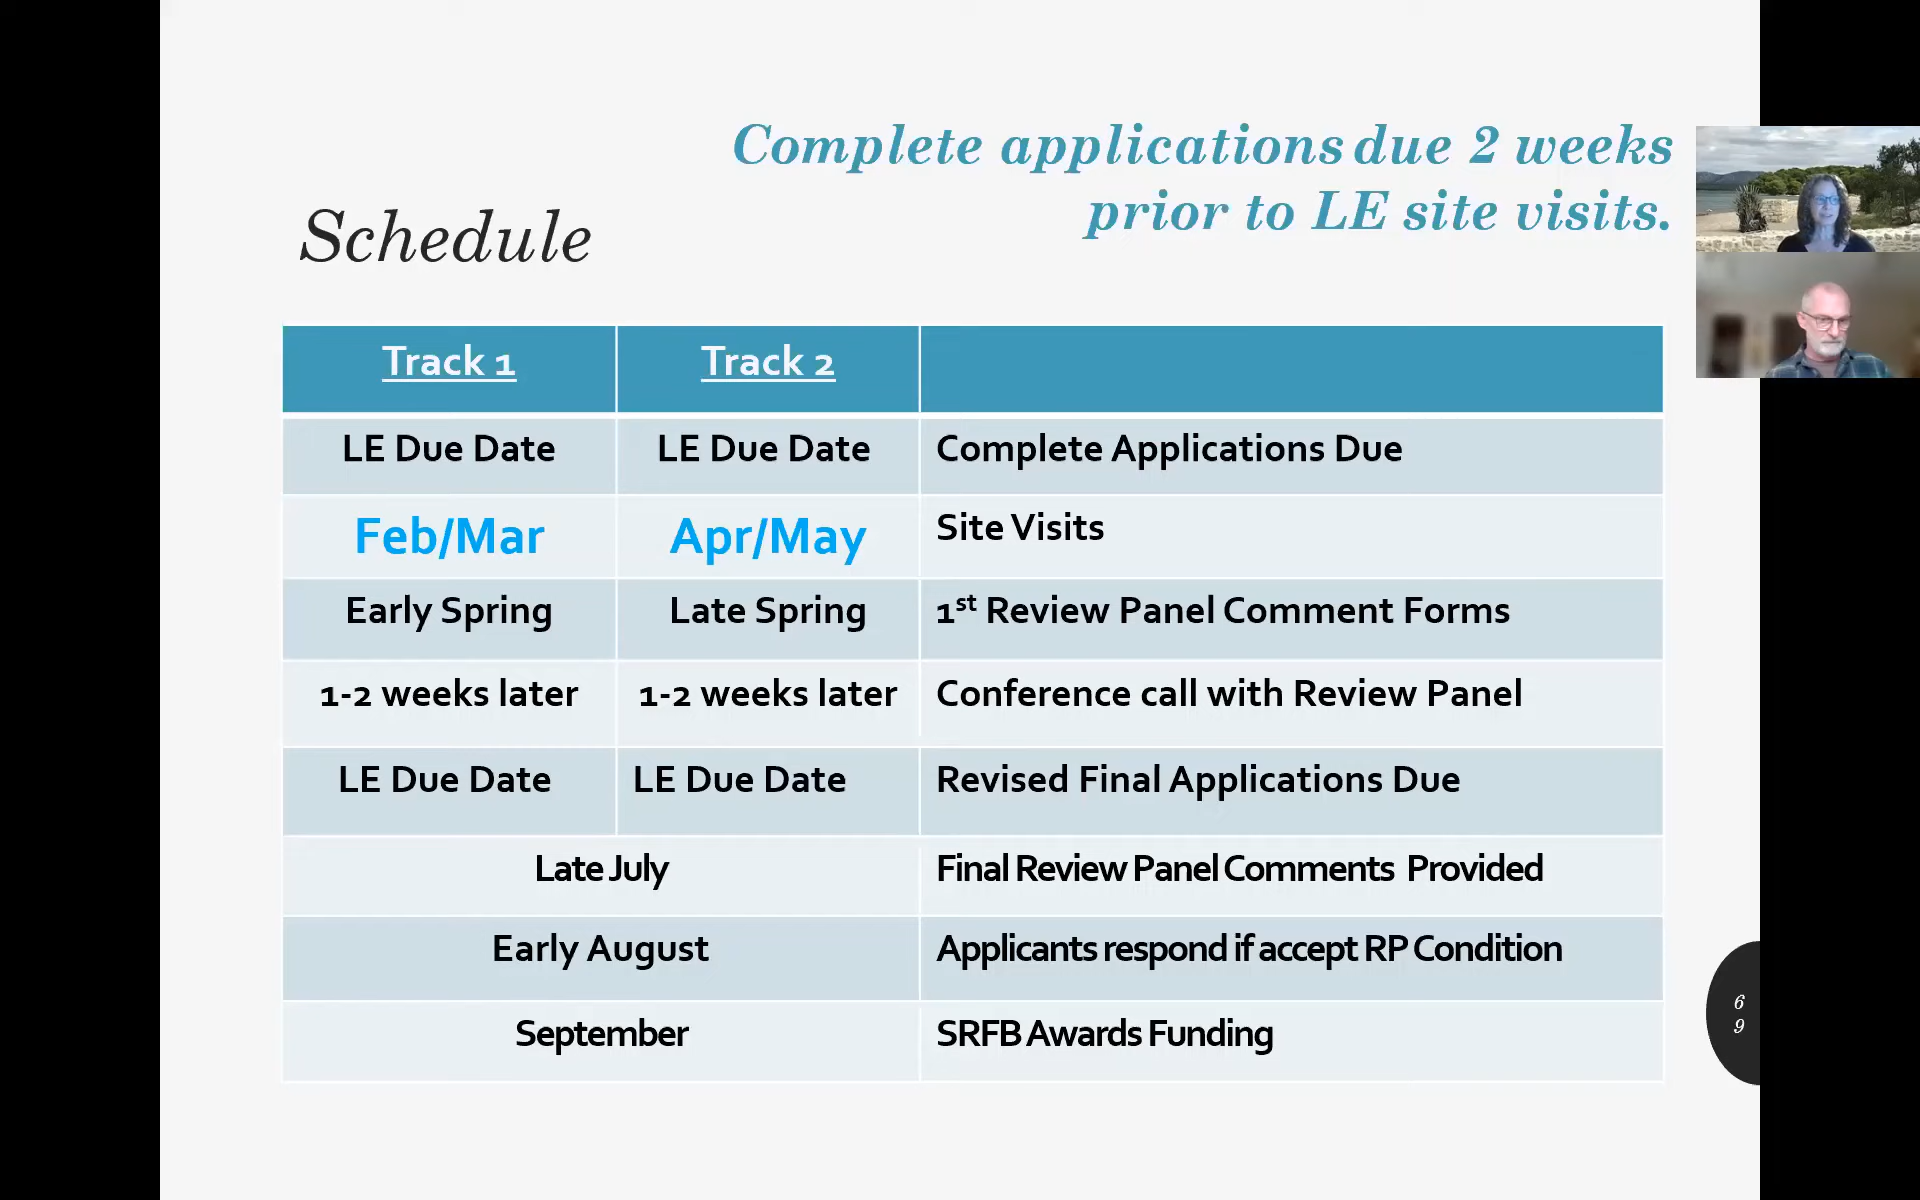 Complete applications due 2 weeks
prior to LE site visits.
Schedule
Track 1 Track 2
LE Due Date LE Due Date Complete Applications Due
Feb/Mar Apr/May Site Visits
Early Spring Late Spring 1st Review Panel Comment Forms
1-2 weeks later 1-2 weeks later Conference call with Review Panel
LE Due Date LE Due Date Revised Final Applications Due
Late July Final Review Panel Comments Provided
Early August Applicants respond if accept RP Condition
September SRFB Awards Funding
6
9